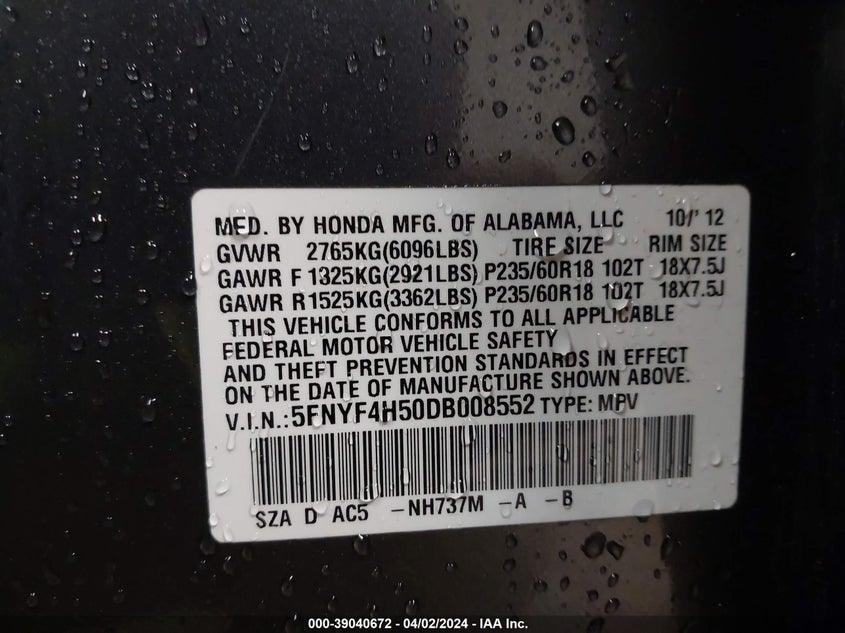 MFD. BY HONDA MFG. OF ALABAMA, LLC 10/' 12
GVWR 2765KG(6096LBS) TIRE SIZE RIM SIZE
GAWR F 1325KG(2921LBS) P235/60R18 102T 18X7.5J
GAWR R1525KG(3362LBS) P235/60R18 102T 18X7.5J
THIS VEHICLE CONFORMS TO ALL APPLICABLE
FEDERAL MOTOR VEHICLE SAFETY
AND THEFT PREVENTION STANDARDS IN EFFECT
ON THE DATE OF MANUFACTURE SHOWN ABOVE.
V.I.N.:5FNYF4H50DB008552 TYPE: MPV
SZA D AC5 –NH737M –A –B
000-39040672 - 04/02/2024 - IAA Inc.